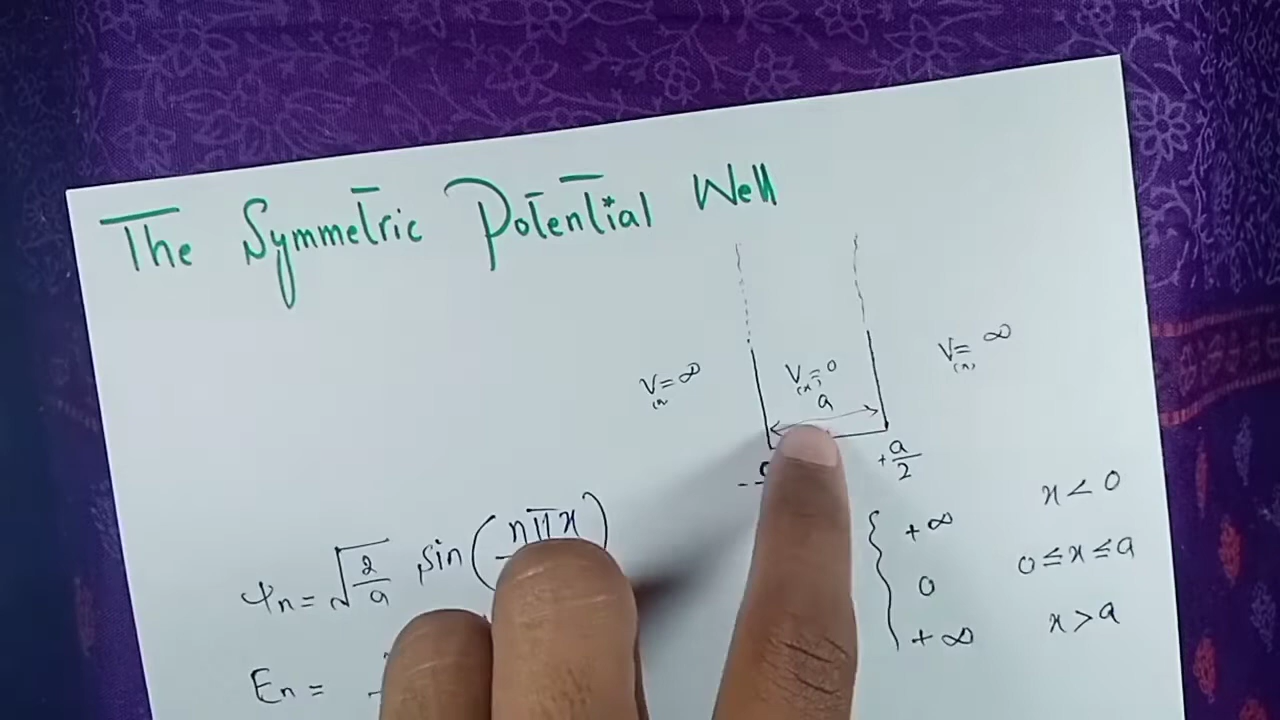 The Symmetric Potential Well
V(x)=∞
V(x)=0
V(x)=∞
a
+a/2
x<0
+∞
0≤x≤a
0
x>a
+∞
ψn=√(2/a) sin(nπx)
En=